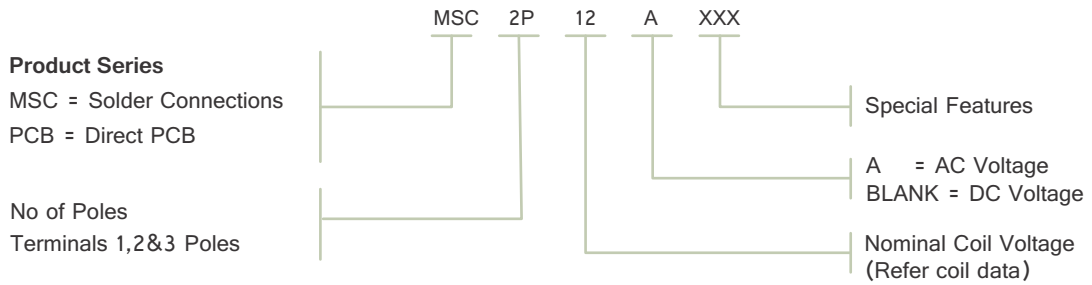 MSC 2P 12 A XXX
Product Series
MSC = Solder Connections
PCB = Direct PCB
No of Poles
Terminals 1,2&3 Poles
Special Features
A = AC Voltage
BLANK = DC Voltage
Nominal Coil Voltage
(Refer coil data)